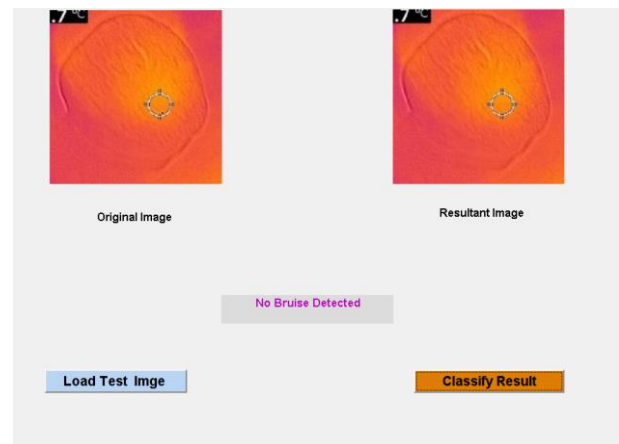 .7 °C
.7 °C
Original Image
Resultant Image
No Bruise Detected
Load Test Imge
Classify Result